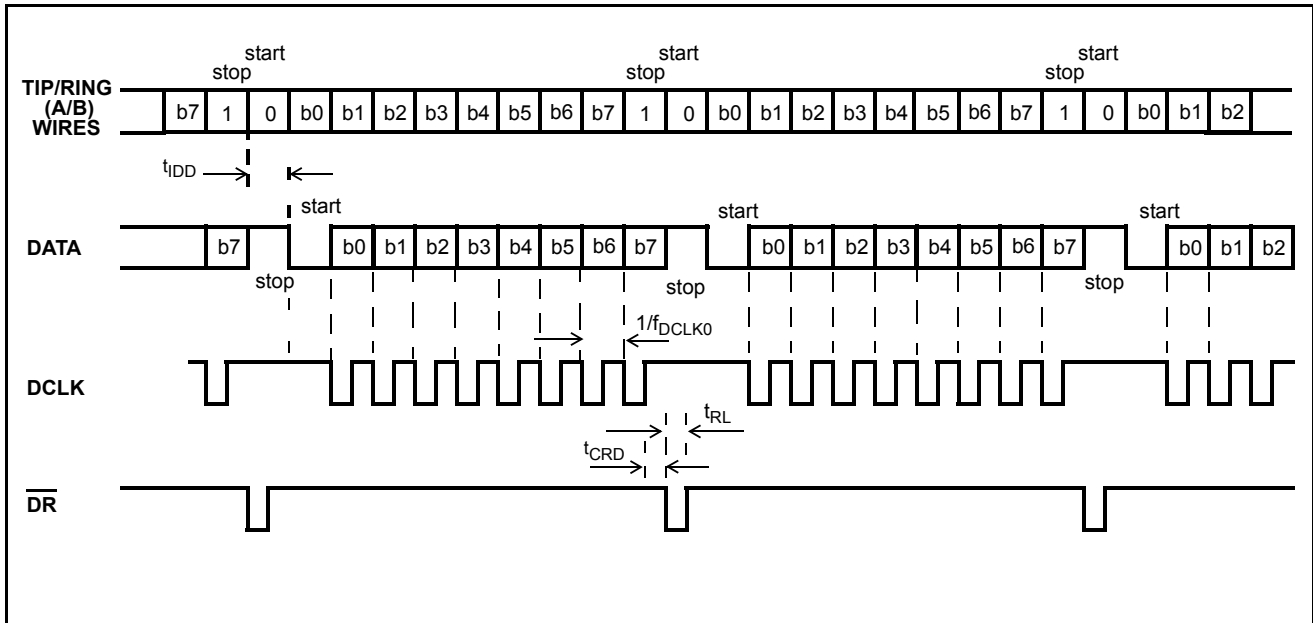 start start start
stop stop stop
TIP/RING
(A/B)
WIRES
b7 1 0 b0 b1 b2 b3 b4 b5 b6 b7 1 0 b0 b1 b2 b3 b4 b5 b6 b7 1 0 b0 b1 b2
tIDD
start start start
DATA
b7 b0 b1 b2 b3 b4 b5 b6 b7 b0 b1 b2 b3 b4 b5 b6 b7 b0 b1 b2
stop stop stop
1/fDCLK0
DCLK
tRL
tCRD
DR